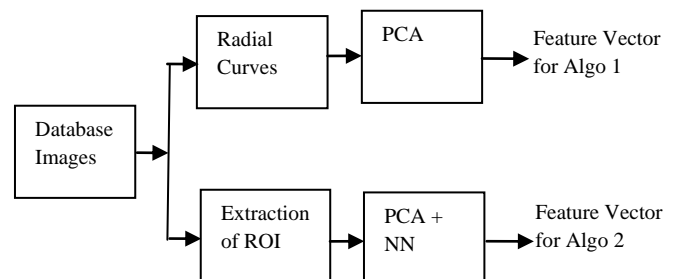 Radial
Curves
PCA
Feature Vector
for Algo 1
Database
Images
Extraction
of ROI
PCA +
NN
Feature Vector
for Algo 2